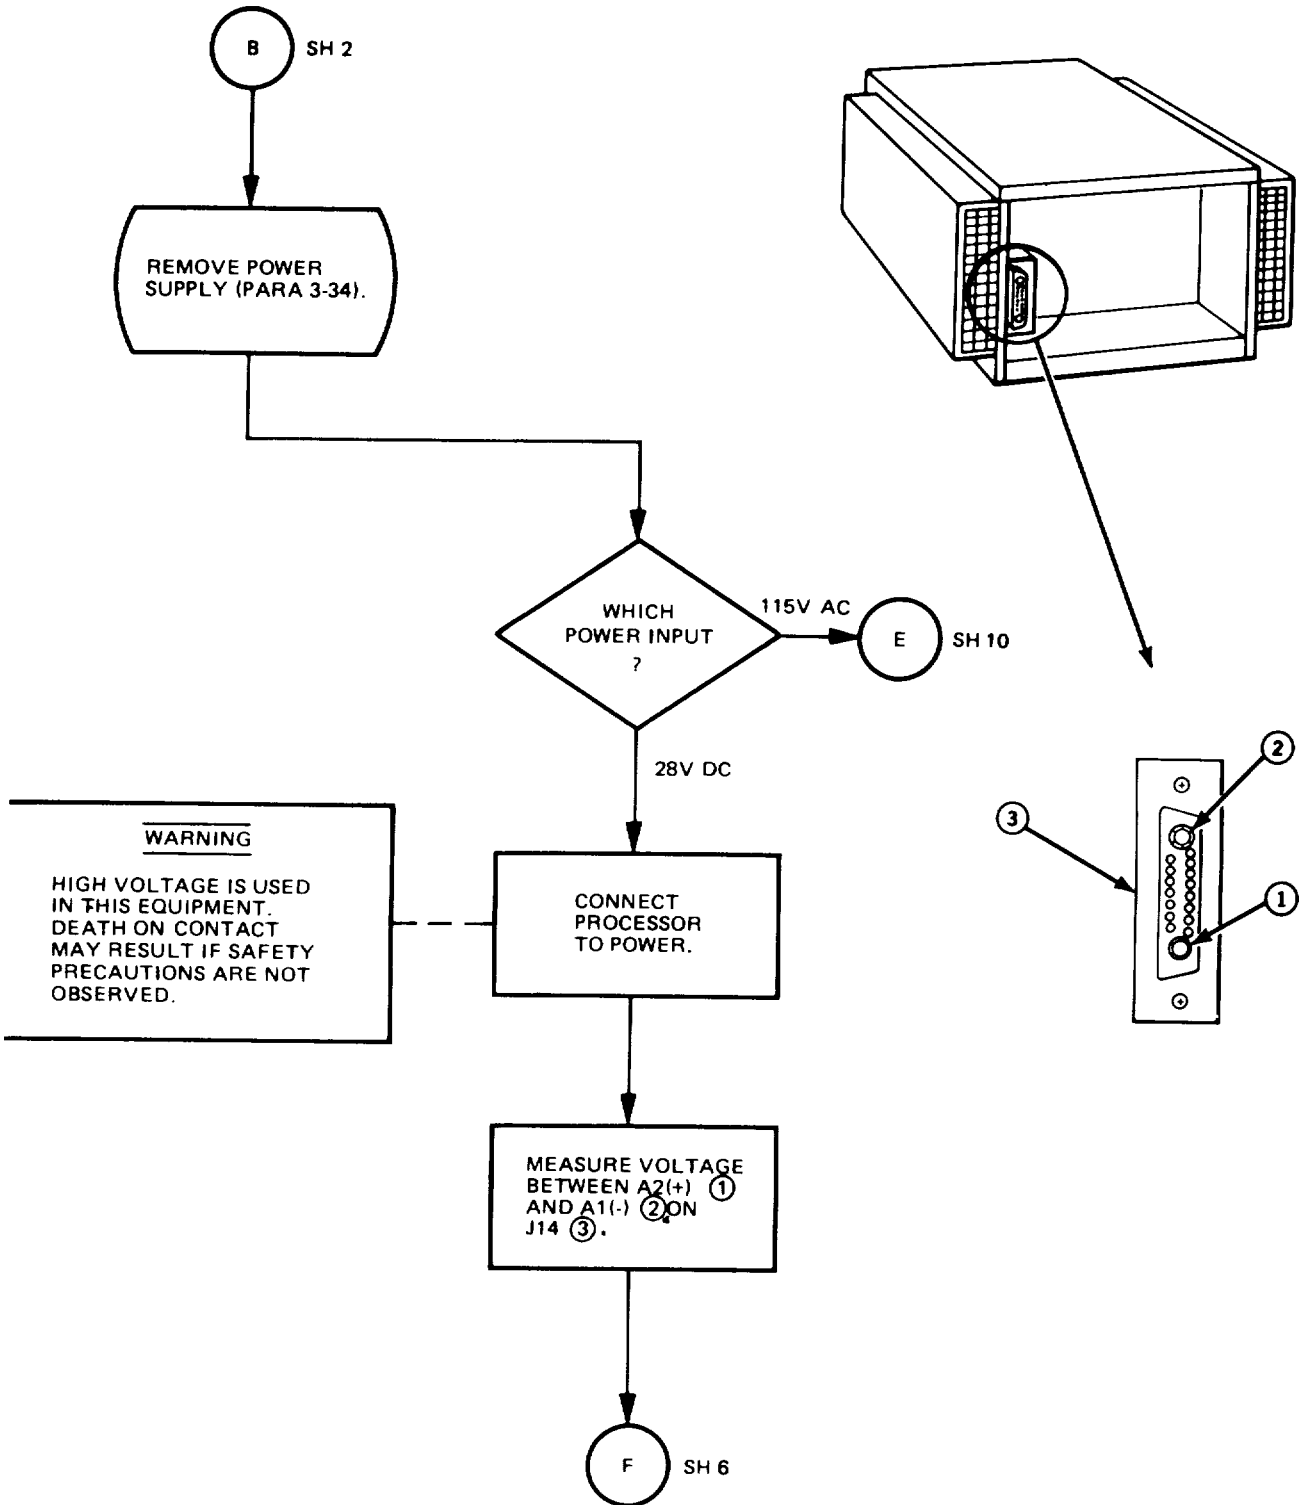 B SH 2
REMOVE POWER
SUPPLY (PARA 3-34).
WHICH
POWER INPUT
?
115V AC
E SH 10
28V DC
WARNING
HIGH VOLTAGE IS USED
IN THIS EQUIPMENT.
DEATH ON CONTACT
MAY RESULT IF SAFETY
PRECAUTIONS ARE NOT
OBSERVED.
CONNECT
PROCESSOR
TO POWER.
2
3
1
MEASURE VOLTAGE
BETWEEN A2(+) 1
AND A1(-) 2 ON
J14 3.
F SH 6